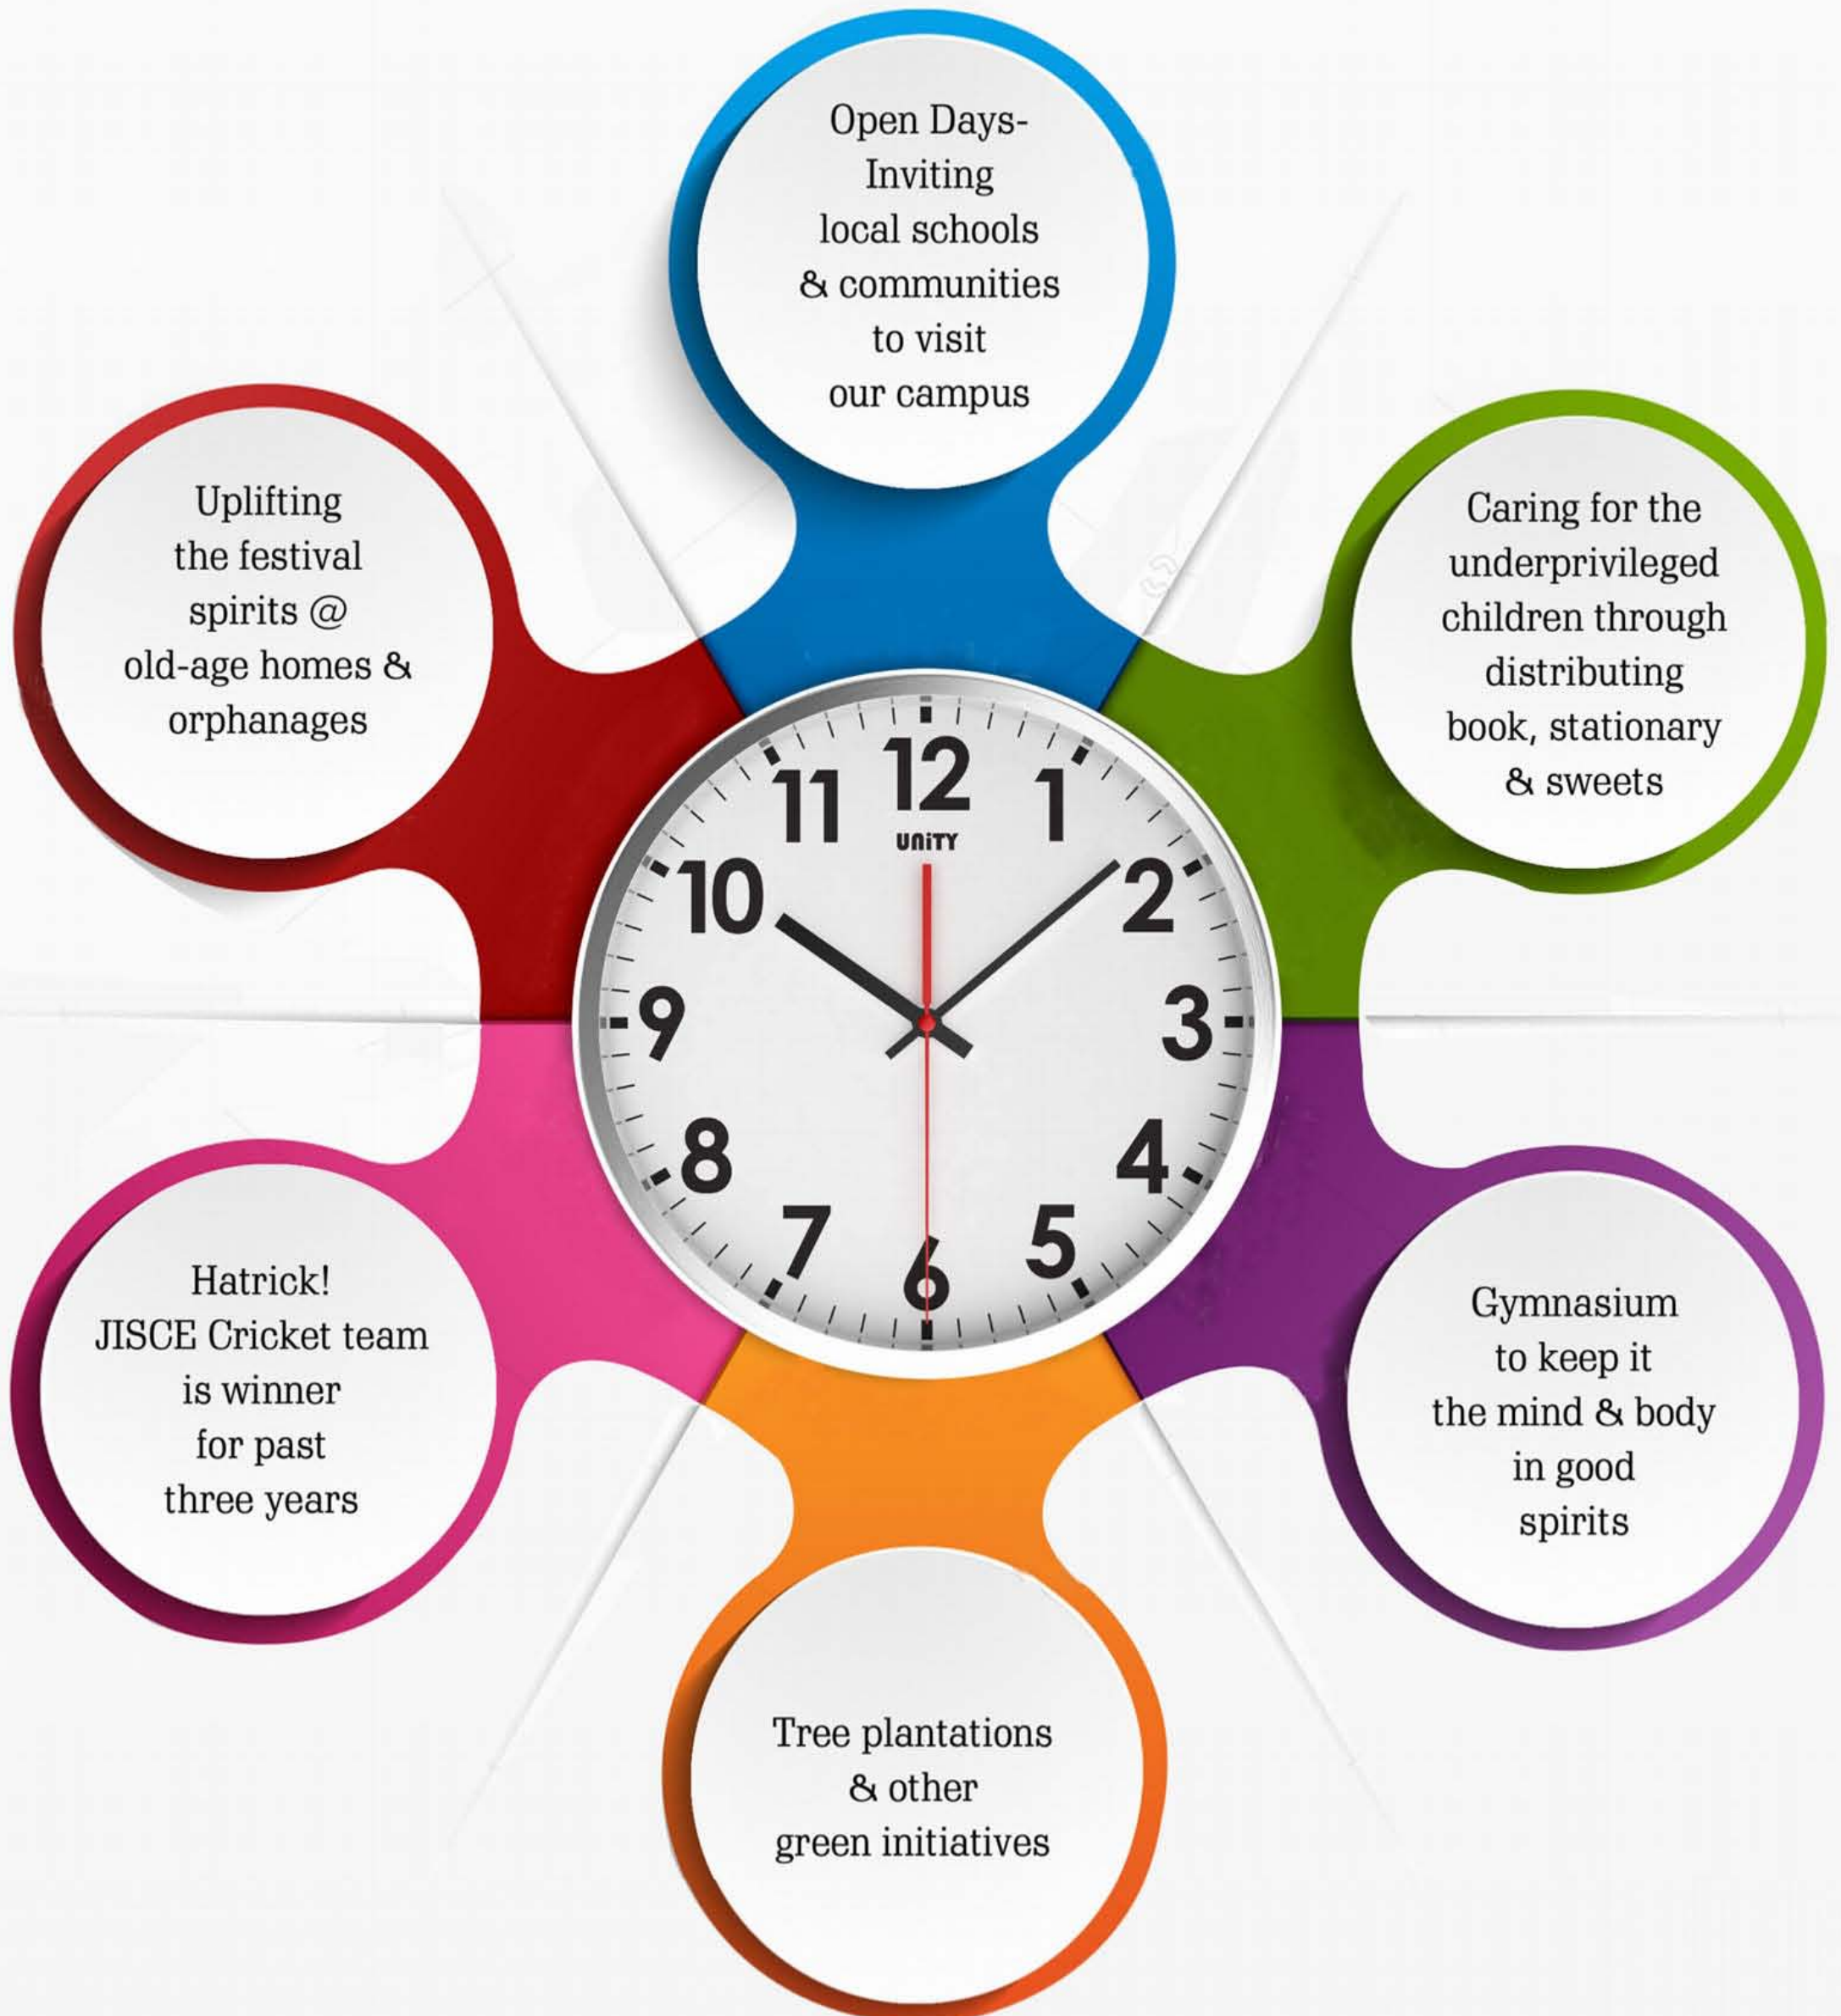 Open Days-
Inviting
local schools
& communities
to visit
our campus
Uplifting
the festival
spirits @
old-age homes &
orphanages
Caring for the
underprivileged
children through
distributing
book, stationary
& sweets
12
11
1
UNiTY
10
2
9
3
8
4
7
5
6
Hatrick!
JISCE Cricket team
is winner
for past
three years
Gymnasium
to keep it
the mind & body
in good
spirits
Tree plantations
& other
green initiatives